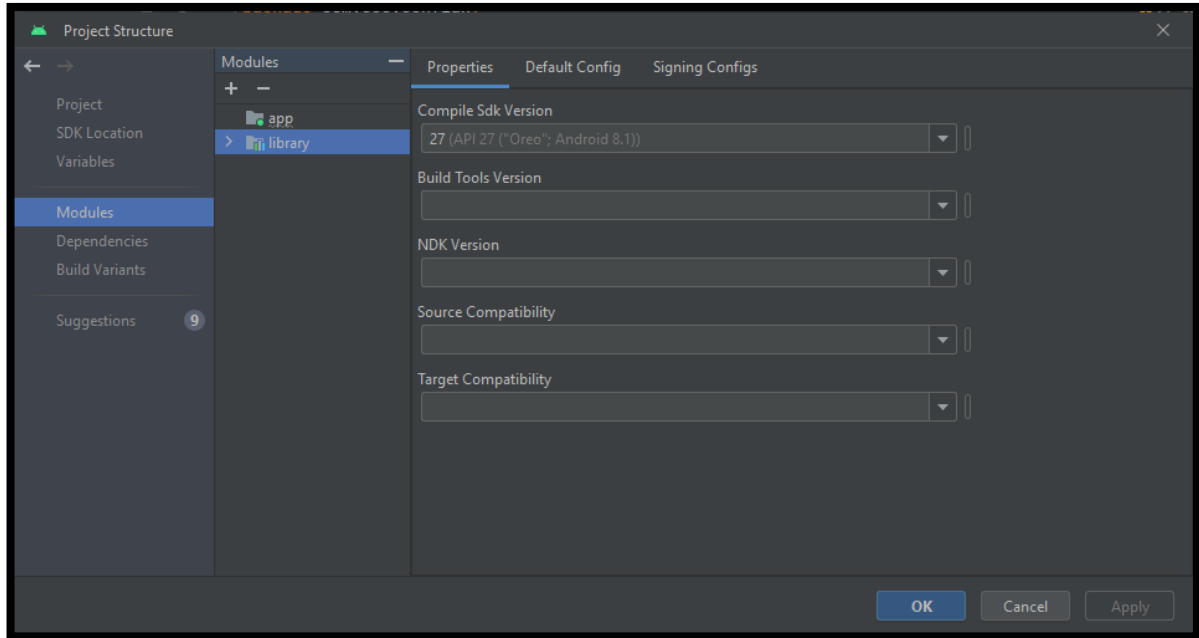 Project Structure
Project
SDK Location
Variables
Modules
Dependencies
Build Variants
Suggestions 9
Modules
app
library
Properties Default Config Signing Configs
Compile Sdk Version
27 (API 27 ("Oreo"; Android 8.1))
Build Tools Version
NDK Version
Source Compatibility
Target Compatibility
OK Cancel Apply